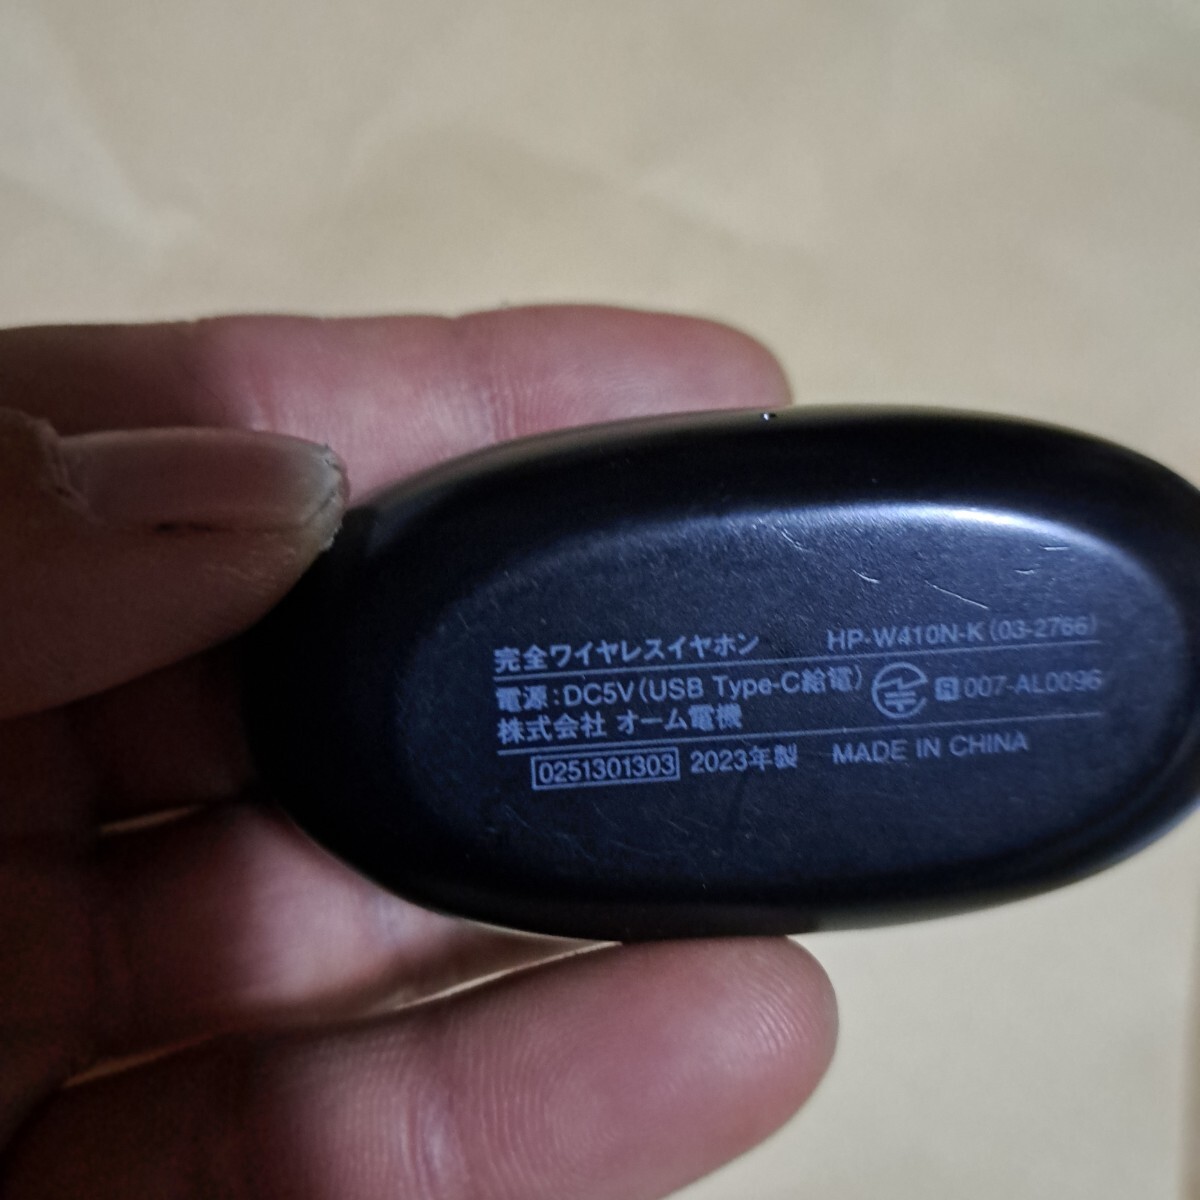 完全ワイヤレスイヤホン HP-W410N-K (03-2766)
電源:DC5V(USB Type-C給電) R 007-AL0096
株式会社 オーム電機
0251301303 2023年製 MADE IN CHINA